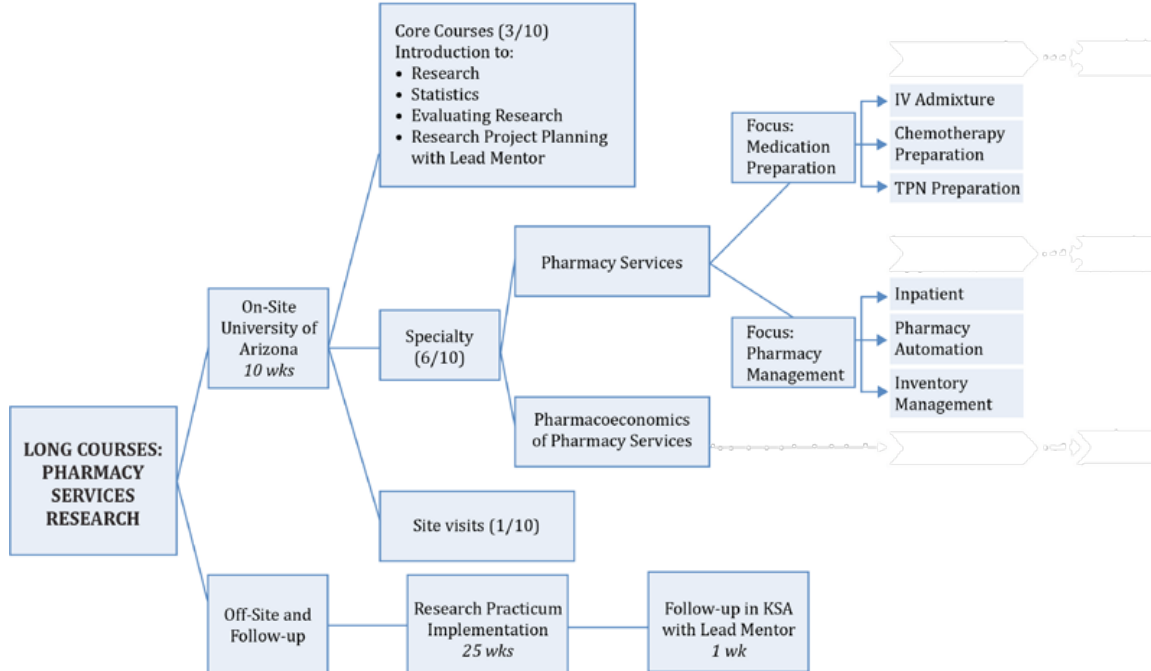 Core Courses (3/10)
Introduction to:
• Research
• Statistics
• Evaluating Research
• Research Project Planning
with Lead Mentor
Focus:
Medication
Preparation
IV Admixture
Chemotherapy
Preparation
TPN Preparation
Pharmacy Services
On-Site
University of
Arizona
10 wks
Specialty
(6/10)
Focus:
Pharmacy
Management
Inpatient
Pharmacy
Automation
Inventory
Management
Pharmacoeconomics
of Pharmacy Services
LONG COURSES:
PHARMACY
SERVICES
RESEARCH
Site visits (1/10)
Off-Site and
Follow-up
Research Practicum
Implementation
25 wks
Follow-up in KSA
with Lead Mentor
1 wk